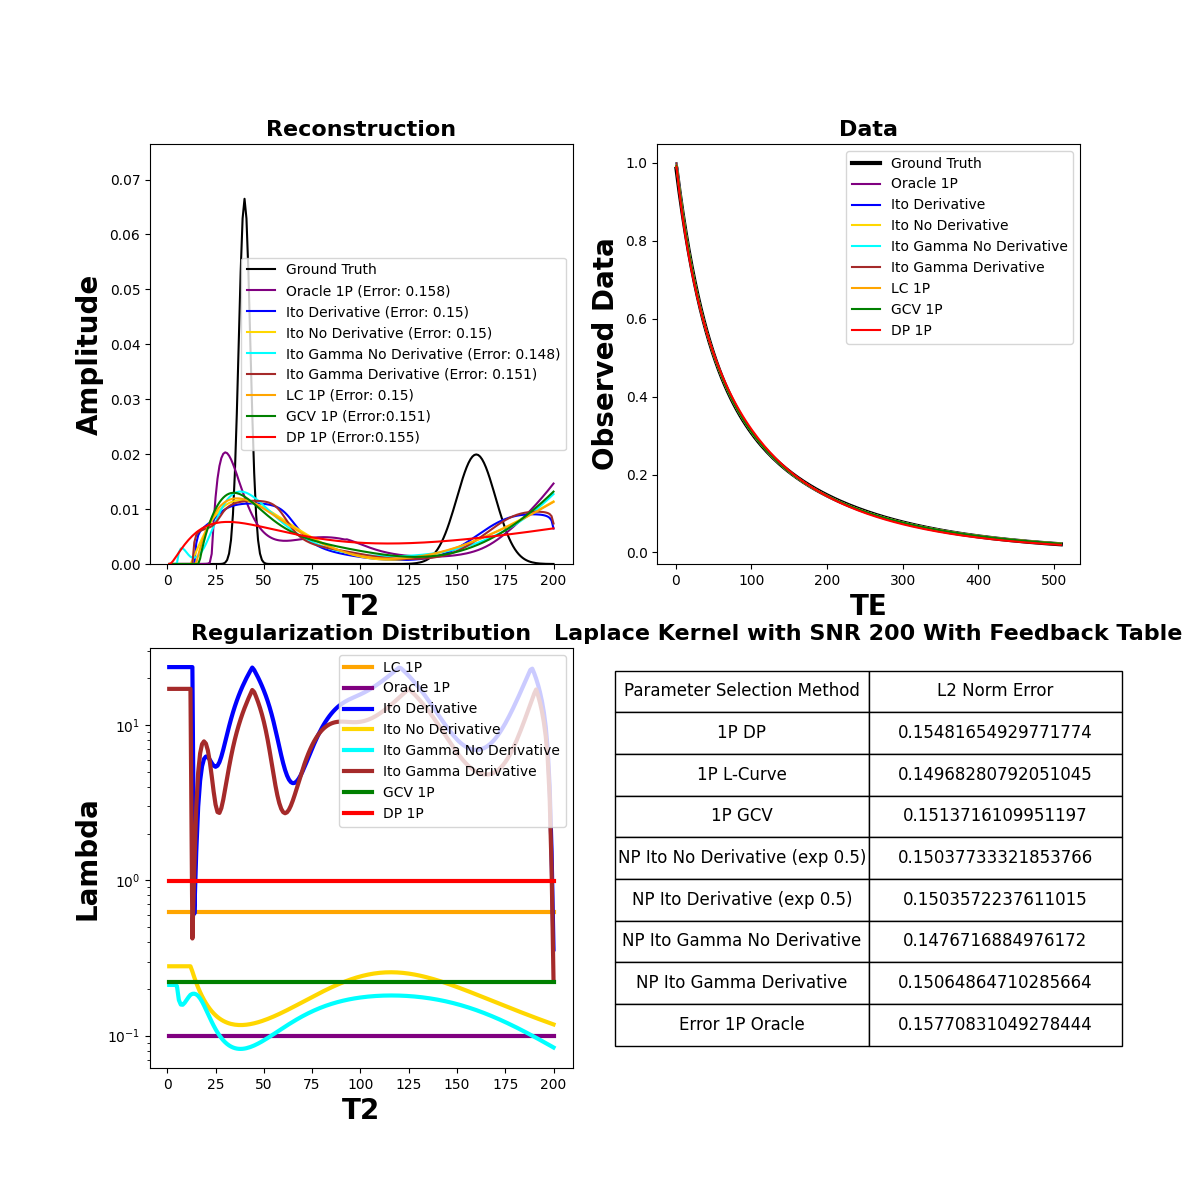 Reconstruction
Amplitude
0.07
0.06
0.05
0.04
0.03
0.02
0.01
0.00
Ground Truth
Oracle 1P (Error: 0.158)
Ito Derivative (Error: 0.15)
Ito No Derivative (Error: 0.15)
Ito Gamma No Derivative (Error: 0.148)
Ito Gamma Derivative (Error: 0.151)
LC 1P (Error: 0.15)
GCV 1P (Error:0.151)
DP 1P (Error:0.155)
0 25 50 75 100 125 150 175 200
T2
Data
Observed Data
1.0
0.8
0.6
0.4
0.2
0.0
Ground Truth
Oracle 1P
Ito Derivative
Ito No Derivative
Ito Gamma No Derivative
Ito Gamma Derivative
LC 1P
GCV 1P
DP 1P
0 100 200 300 400 500
TE
Regularization Distribution
Lambda
10¹
10⁰
10⁻¹
LC 1P
Oracle 1P
Ito Derivative
Ito No Derivative
Ito Gamma No Derivative
Ito Gamma Derivative
GCV 1P
DP 1P
0 25 50 75 100 125 150 175 200
T2
Laplace Kernel with SNR 200 With Feedback Table
Parameter Selection Method L2 Norm Error
1P DP 0.15481654929771774
1P L-Curve 0.14968280792051045
1P GCV 0.1513716109951197
NP Ito No Derivative (exp 0.5) 0.15037733321853766
NP Ito Derivative (exp 0.5) 0.1503572237611015
NP Ito Gamma No Derivative 0.1476716884976172
NP Ito Gamma Derivative 0.15064864710285664
Error 1P Oracle 0.15770831049278444